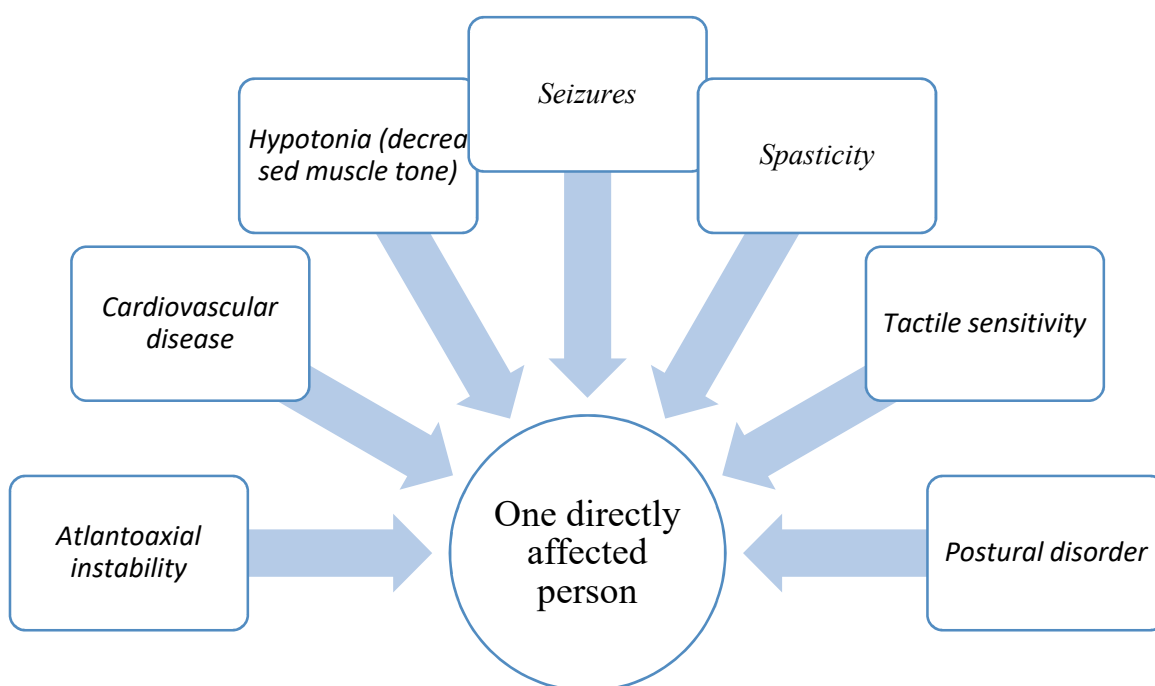 Seizures
Hypotonia (decrea
sed muscle tone)
Spasticity
Cardiovascular
disease
Tactile sensitivity
Atlantoaxial
instability
One directly
affected
person
Postural disorder